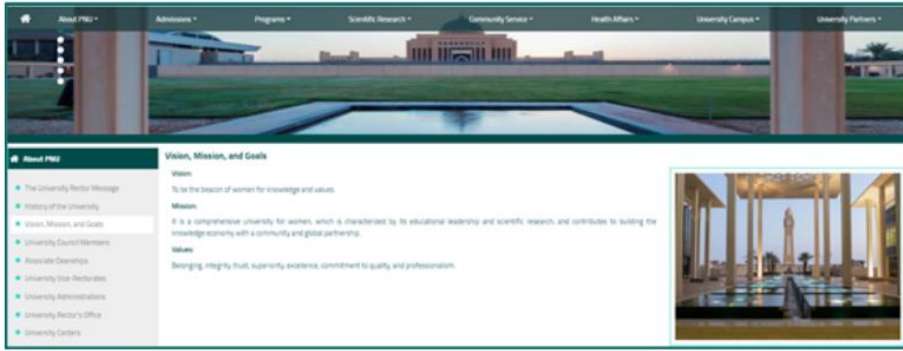 About PNU
Admissions
Programs
Scientific Research
Community Service
Health Affairs
University Campus
University Partners
About PNU
The University Rector Message
History of the University
Vision, Mission, and Goals
University Council Members
Associate Deanships
University Vice-Rectorates
University Administrations
University Rector's Office
University Centers
Vision, Mission, and Goals
Vision:
To be the beacon of women for knowledge and values.
Mission:
It is a comprehensive university for women, which is characterized by its educational leadership and scientific research, and contributes to building the
knowledge economy with a community and global partnership.
Values:
Belonging, integrity, trust, superiority, excellence, commitment to quality, and professionalism.